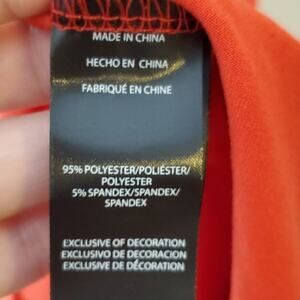 MADE IN CHINA
HECHO EN CHINA
FABRIQUÉ EN CHINE
95% POLYESTER/POLIÉSTER/
POLYESTER
5% SPANDEX/SPANDEX/
SPANDEX
EXCLUSIVE OF DECORATION
EXCLUSIVO DE DECORACION
EXCLUSIVE DE DÉCORATION